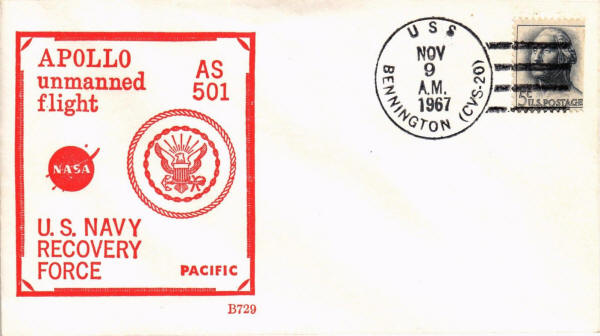 APOLLO
unmanned
flight
AS
501
NASA
U.S. NAVY
RECOVERY
FORCE
PACIFIC
B729
USS
NOV
9
A.M.
1967
BENNINGTON (CVS-20)
5¢
U.S. POSTAGE